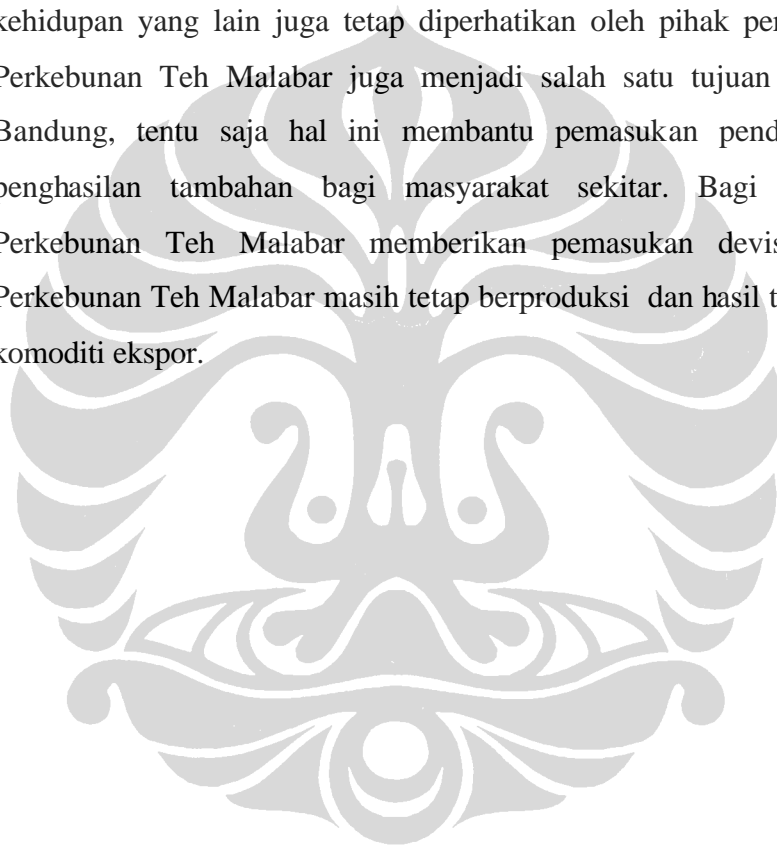 kehidupan yang lain juga tetap diperhatikan oleh pihak per
Perkebunan Teh Malabar juga menjadi salah satu tujuan
Bandung, tentu saja hal ini membantu pemasukan pend
penghasilan tambahan bagi masyarakat sekitar. Bagi
Perkebunan Teh Malabar memberikan pemasukan devis
Perkebunan Teh Malabar masih tetap berproduksi dan hasil t
komoditi ekspor.